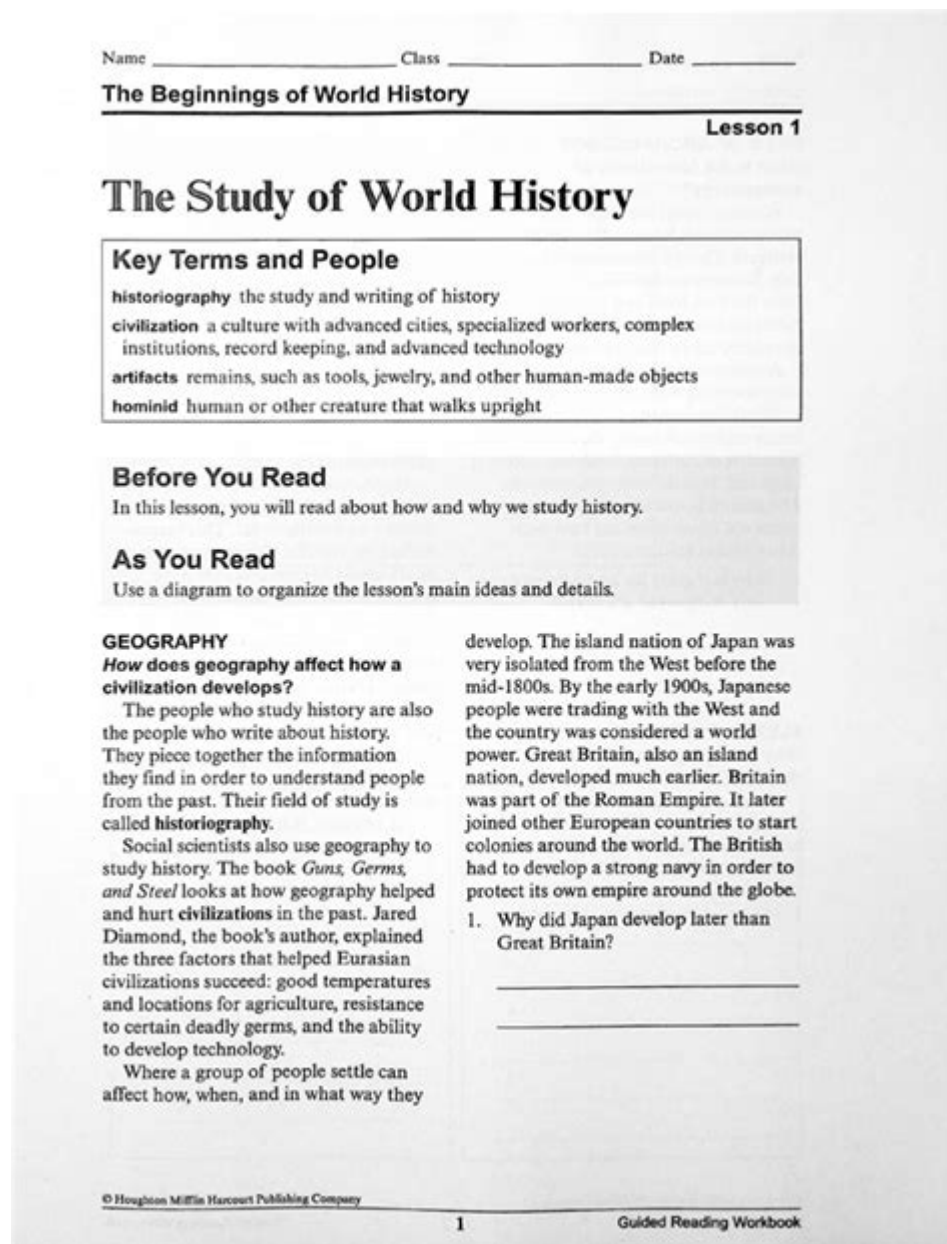 Name ____________ Class ____________ Date ____________
The Beginnings of World History
Lesson 1
The Study of World History
Key Terms and People
historiography the study and writing of history
civilization a culture with advanced cities, specialized workers, complex
institutions, record keeping, and advanced technology
artifacts remains, such as tools, jewelry, and other human-made objects
hominid human or other creature that walks upright
Before You Read
In this lesson, you will read about how and why we study history.
As You Read
Use a diagram to organize the lesson's main ideas and details.
GEOGRAPHY
How does geography affect how a
civilization develops?
The people who study history are also
the people who write about history.
They piece together the information
they find in order to understand people
from the past. Their field of study is
called historiography.
Social scientists also use geography to
study history. The book Guns, Germs,
and Steel looks at how geography helped
and hurt civilizations in the past. Jared
Diamond, the book's author, explained
the three factors that helped Eurasian
civilizations succeed: good temperatures
and locations for agriculture, resistance
to certain deadly germs, and the ability
to develop technology.
Where a group of people settle can
affect how, when, and in what way they
develop. The island nation of Japan was
very isolated from the West before the
mid-1800s. By the early 1900s, Japanese
people were trading with the West and
the country was considered a world
power. Great Britain, also an island
nation, developed much earlier. Britain
was part of the Roman Empire. It later
joined other European countries to start
colonies around the world. The British
had to develop a strong navy in order to
protect its own empire around the globe.
1. Why did Japan develop later than
Great Britain?
© Houghton Mifflin Harcourt Publishing Company
1
Guided Reading Workbook